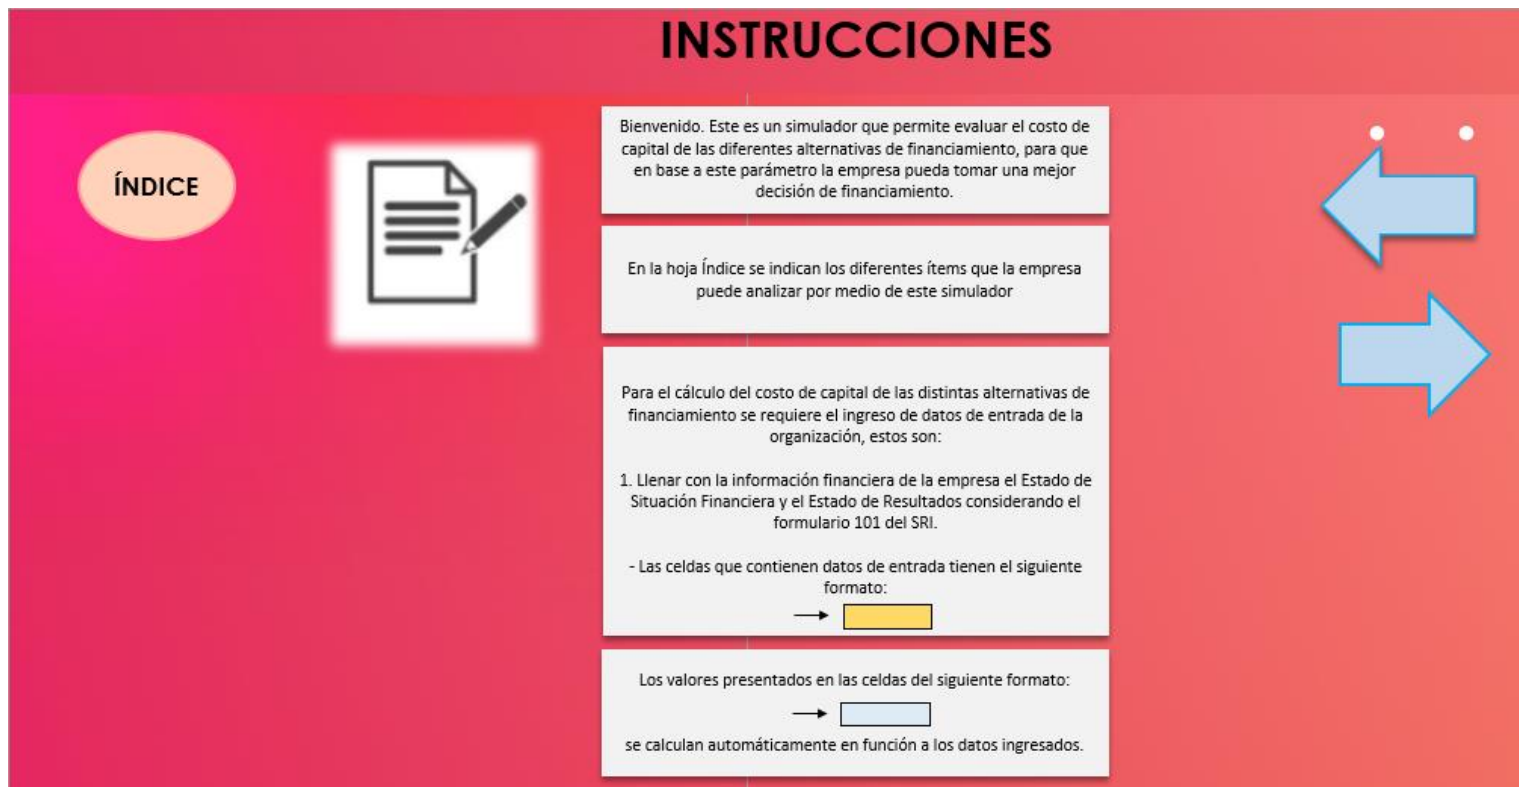 INSTRUCCIONES
ÍNDICE
Bienvenido. Este es un simulador que permite evaluar el costo de
capital de las diferentes alternativas de financiamiento, para que
en base a este parámetro la empresa pueda tomar una mejor
decisión de financiamiento.
En la hoja Índice se indican los diferentes ítems que la empresa
puede analizar por medio de este simulador
Para el cálculo del costo de capital de las distintas alternativas de
financiamiento se requiere el ingreso de datos de entrada de la
organización, estos son:
1. Llenar con la información financiera de la empresa el Estado de
Situación Financiera y el Estado de Resultados considerando el
formulario 101 del SRI.
- Las celdas que contienen datos de entrada tienen el siguiente
formato:
Los valores presentados en las celdas del siguiente formato:
se calculan automáticamente en función a los datos ingresados.